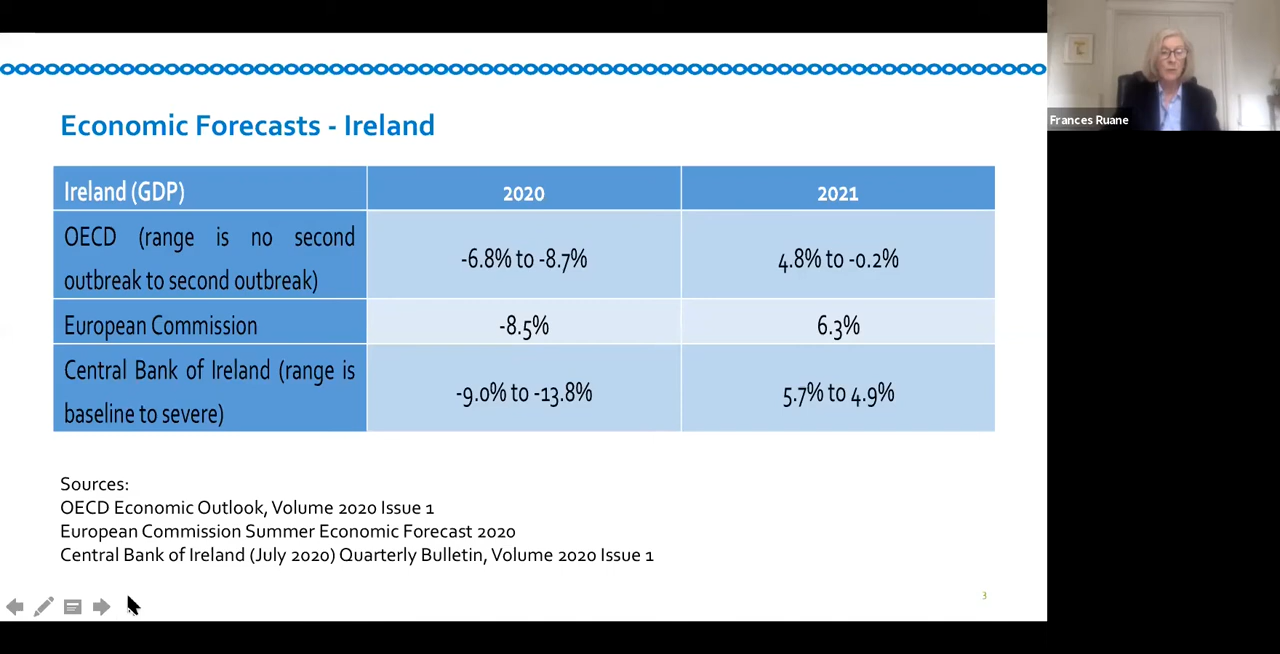 Economic Forecasts - Ireland
Ireland (GDP) 2020 2021
OECD (range is no second
outbreak to second outbreak)
-6.8% to -8.7% 4.8% to -0.2%
European Commission -8.5% 6.3%
Central Bank of Ireland (range is
baseline to severe)
-9.0% to -13.8% 5.7% to 4.9%
Sources:
OECD Economic Outlook, Volume 2020 Issue 1
European Commission Summer Economic Forecast 2020
Central Bank of Ireland (July 2020) Quarterly Bulletin, Volume 2020 Issue 1
3
Frances Ruane